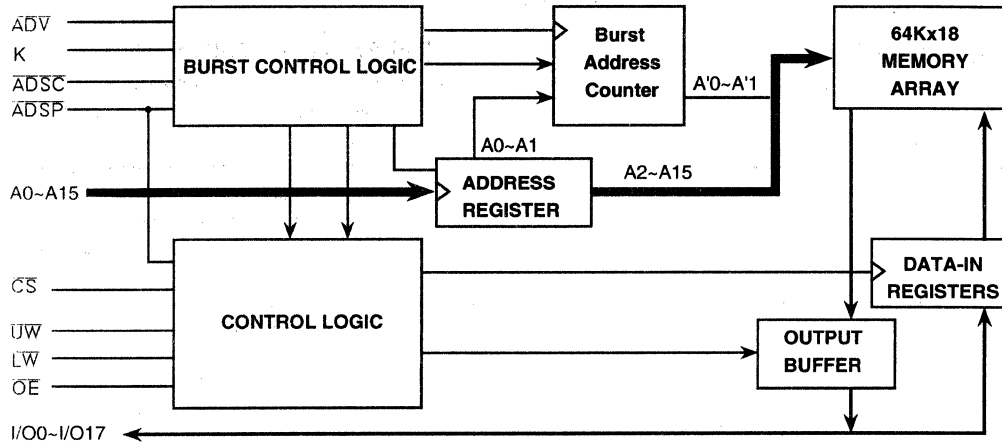 ADV
K
ADSC
ADSP
A0~A15
CS
UW
LW
OE
I/O0~I/O17
BURST CONTROL LOGIC
CONTROL LOGIC
Burst
Address
Counter
A0~A1
ADDRESS
REGISTER
A'0~A'1
A2~A15
64Kx18
MEMORY
ARRAY
DATA-IN
REGISTERS
OUTPUT
BUFFER